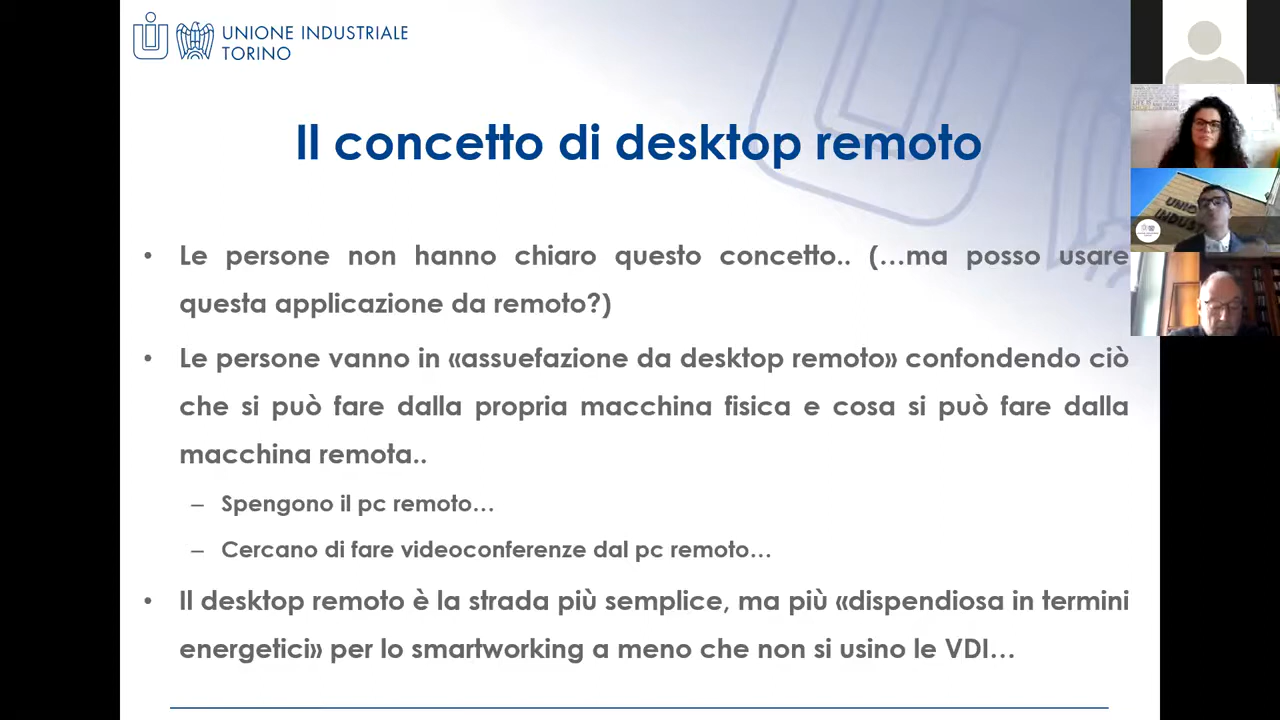 UNIONE INDUSTRIALE
TORINO
Il concetto di desktop remoto
• Le persone non hanno chiaro questo concetto.. (…ma posso usare
questa applicazione da remoto?)
• Le persone vanno in «assuefazione da desktop remoto» confondendo ciò
che si può fare dalla propria macchina fisica e cosa si può fare dalla
macchina remota..
– Spengono il pc remoto…
– Cercano di fare videoconferenze dal pc remoto…
• Il desktop remoto è la strada più semplice, ma più «dispendiosa in termini
energetici» per lo smartworking a meno che non si usino le VDI…